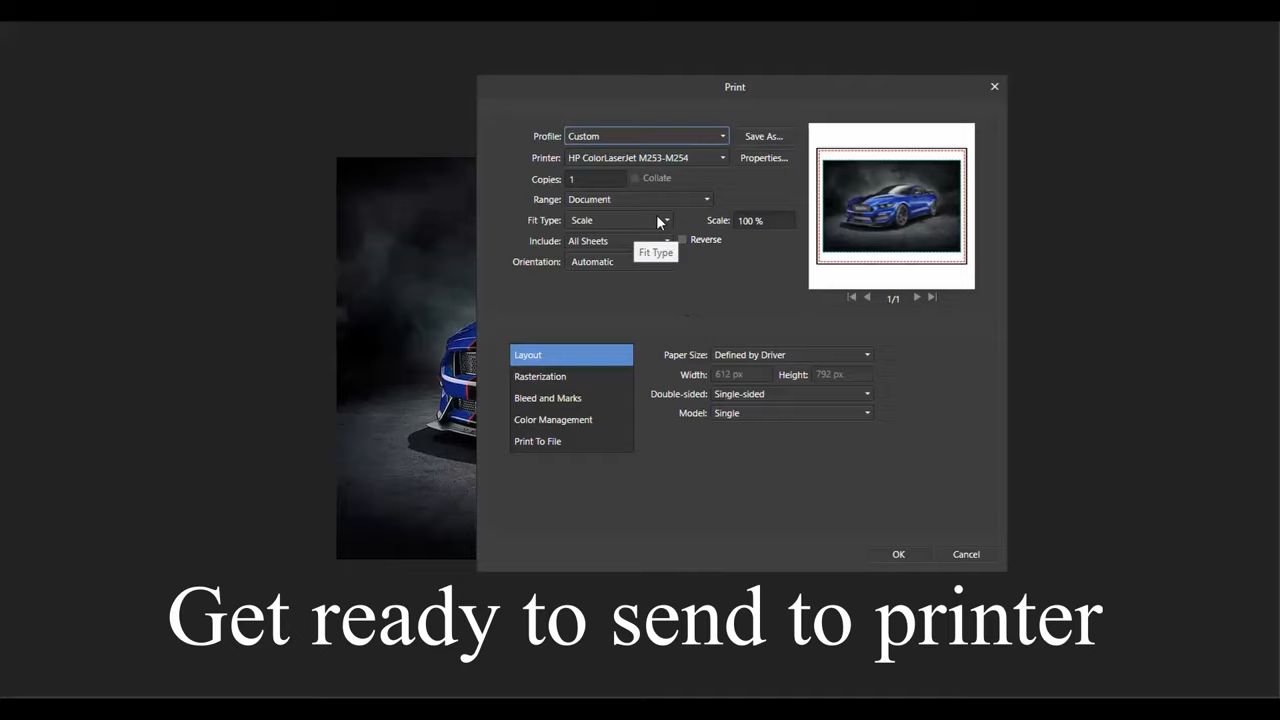 Print
Profile: Custom Save As...
Printer: HP ColorLaserJet M253-M254 Properties...
Copies: 1 Collate
Range: Document
Fit Type: Scale Scale: 100 %
Include: All Sheets Reverse
Fit Type
Orientation: Automatic
1/1
Layout
Rasterization
Bleed and Marks
Color Management
Print To File
Paper Size: Defined by Driver
Width: 612 px Height: 792 px
Double-sided: Single-sided
Model: Single
OK Cancel
Get ready to send to printer